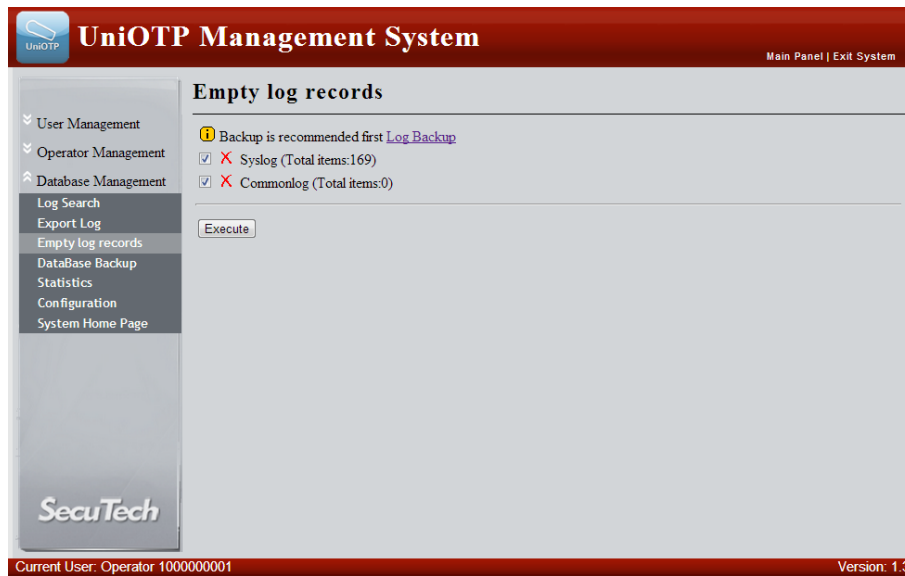 UniOTP
UniOTP Management System
Main Panel | Exit System
User Management
Operator Management
Database Management
Log Search
Export Log
Empty log records
DataBase Backup
Statistics
Configuration
System Home Page
SecuTech
Empty log records
Backup is recommended first Log Backup
Syslog (Total items:169)
Commonlog (Total items:0)
Execute
Current User: Operator 1000000001
Version: 1.3